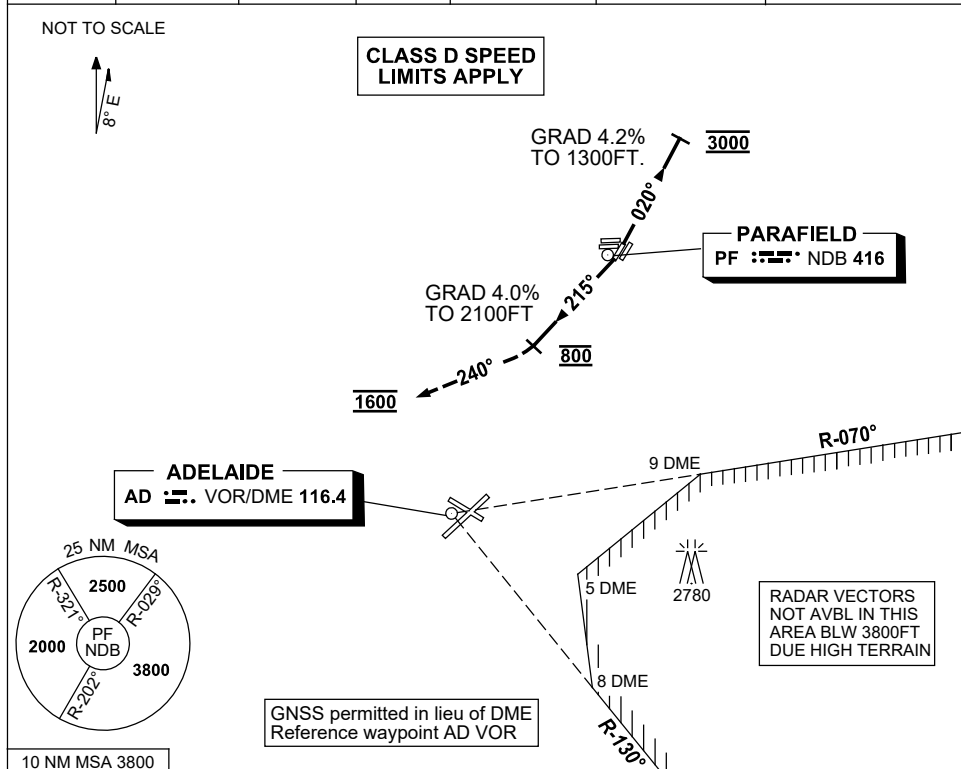 NOT TO SCALE
8° E
CLASS D SPEED
LIMITS APPLY
GRAD 4.2%
TO 1300FT.
3000
020°
PARAFIELD
PF NDB 416
GRAD 4.0%
TO 2100FT
215°
800
240°
1600
R-070°
9 DME
ADELAIDE
AD VOR/DME 116.4
25 NM MSA
2500
R-321°
R-029°
PF
NDB
2000
3800
R-202°
5 DME
2780
RADAR VECTORS
NOT AVBL IN THIS
AREA BLW 3800FT
DUE HIGH TERRAIN
8 DME
R-130°
GNSS permitted in lieu of DME
Reference waypoint AD VOR
10 NM MSA 3800